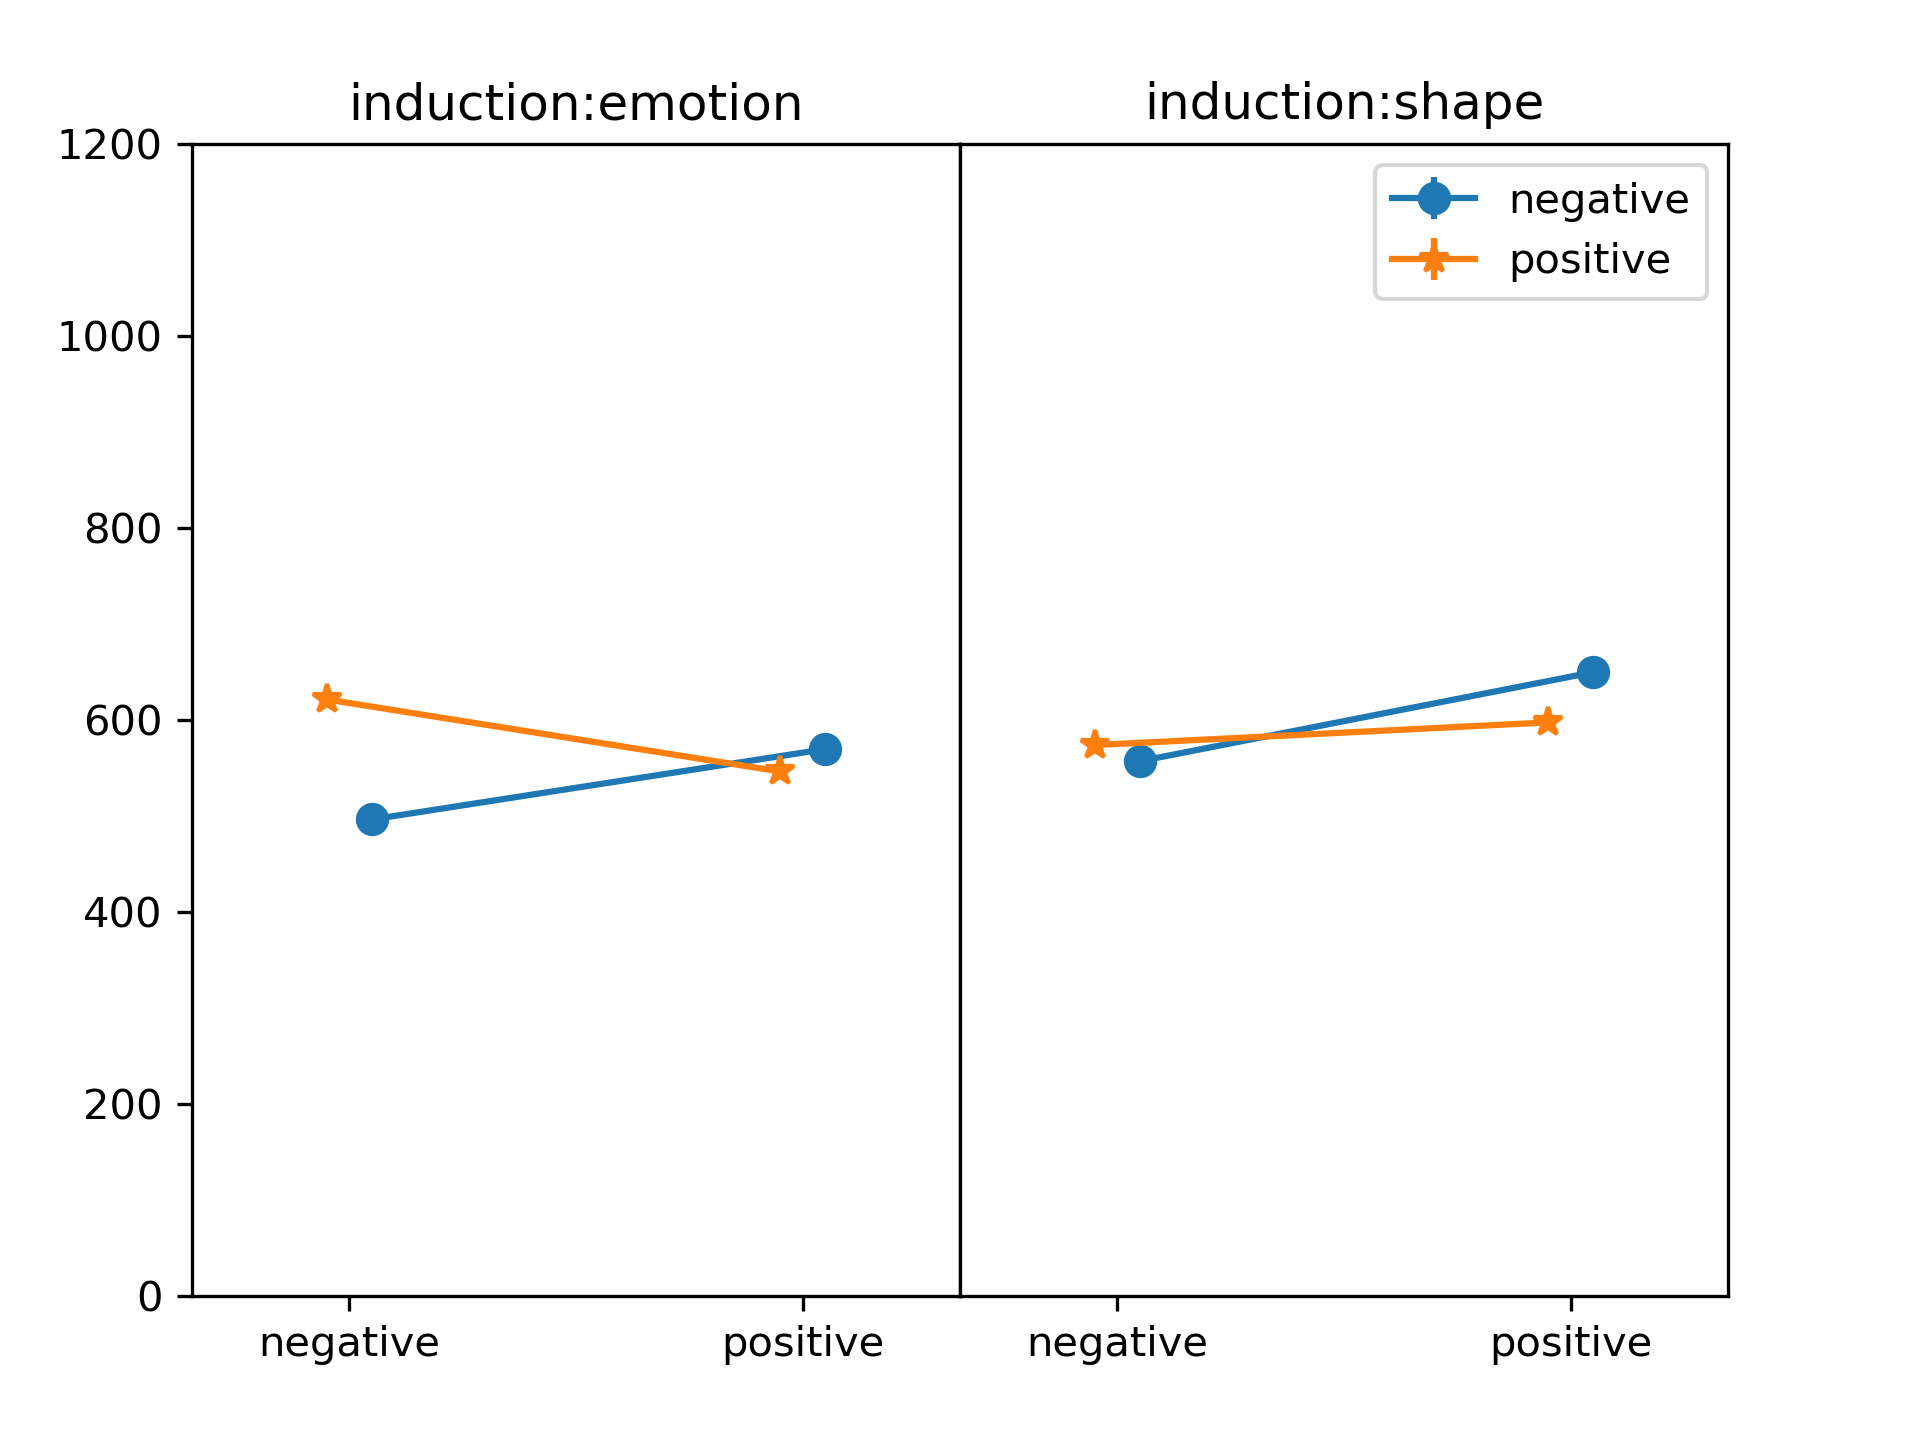 induction:emotion
induction:shape
1200
1000
800
600
400
200
0
negative
positive
negative
positive
negative
positive